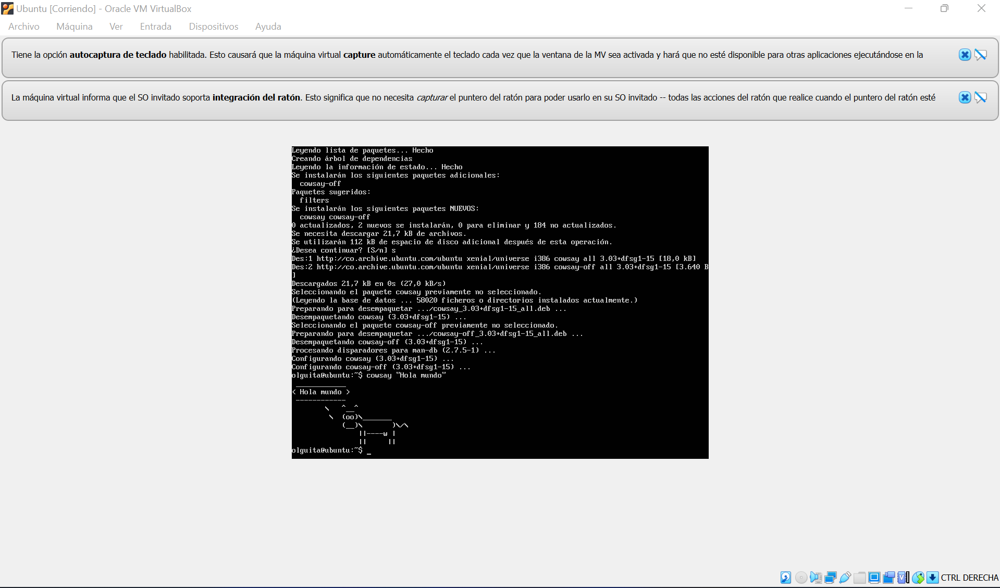 Ubuntu [Corriendo] - Oracle VM VirtualBox
Archivo Máquina Ver Entrada Dispositivos Ayuda
Tiene la opción autocaptura de teclado habilitada. Esto causará que la máquina virtual capture automáticamente el teclado cada vez que la ventana de la MV sea activada y hará que no esté disponible para otras aplicaciones ejecutándose en la
La máquina virtual informa que el SO invitado soporta integración del ratón. Esto significa que no necesita capturar el puntero del ratón para poder usarlo en su SO invitado -- todas las acciones del ratón que realice cuando el puntero del ratón esté
Leyendo lista de paquetes... Hecho
Creando árbol de dependencias
Leyendo la información de estado... Hecho
Se instalarán los siguientes paquetes adicionales:
  cowsay-off
Paquetes sugeridos:
  filters
Se instalarán los siguientes paquetes NUEVOS:
  cowsay cowsay-off
0 actualizados, 2 nuevos se instalarán, 0 para eliminar y 184 no actualizados.
Se necesita descargar 21,7 kB de archivos.
Se utilizarán 112 kB de espacio de disco adicional después de esta operación.
¿Desea continuar? [S/n] s
Des:1 http://co.archive.ubuntu.com/ubuntu xenial/universe i386 cowsay all 3.03+dfsg1-15 [18,0 kB]
Des:2 http://co.archive.ubuntu.com/ubuntu xenial/universe i386 cowsay-off all 3.03+dfsg1-15 [3.640 B
]
Descargados 21,7 kB en 0s (27,0 kB/s)
Seleccionando el paquete cowsay previamente no seleccionado.
(Leyendo la base de datos ... 58020 ficheros o directorios instalados actualmente.)
Preparando para desempaquetar .../cowsay_3.03+dfsg1-15_all.deb ...
Desempaquetando cowsay (3.03+dfsg1-15) ...
Seleccionando el paquete cowsay-off previamente no seleccionado.
Preparando para desempaquetar .../cowsay-off_3.03+dfsg1-15_all.deb ...
Desempaquetando cowsay-off (3.03+dfsg1-15) ...
Procesando disparadores para man-db (2.7.5-1) ...
Configurando cowsay (3.03+dfsg1-15) ...
Configurando cowsay-off (3.03+dfsg1-15) ...
olguita@ubuntu:~$ cowsay "Hola mundo"
 ____________
< Hola mundo >
 ------------
        \   ^__^
         \  (oo)\_______
            (__)\       )\/\
                ||----w |
                ||     ||
olguita@ubuntu:~$ _
CTRL DERECHA